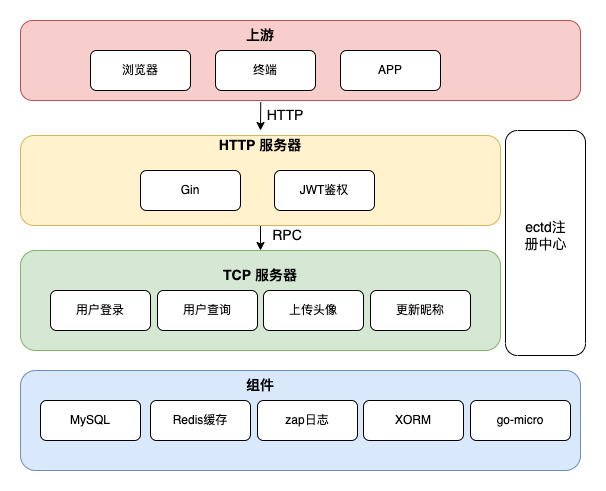 上游
浏览器
终端
APP
HTTP
HTTP 服务器
Gin
JWT鉴权
RPC
ectd注
册中心
TCP 服务器
用户登录
用户查询
上传头像
更新昵称
组件
MySQL
Redis缓存
zap日志
XORM
go-micro